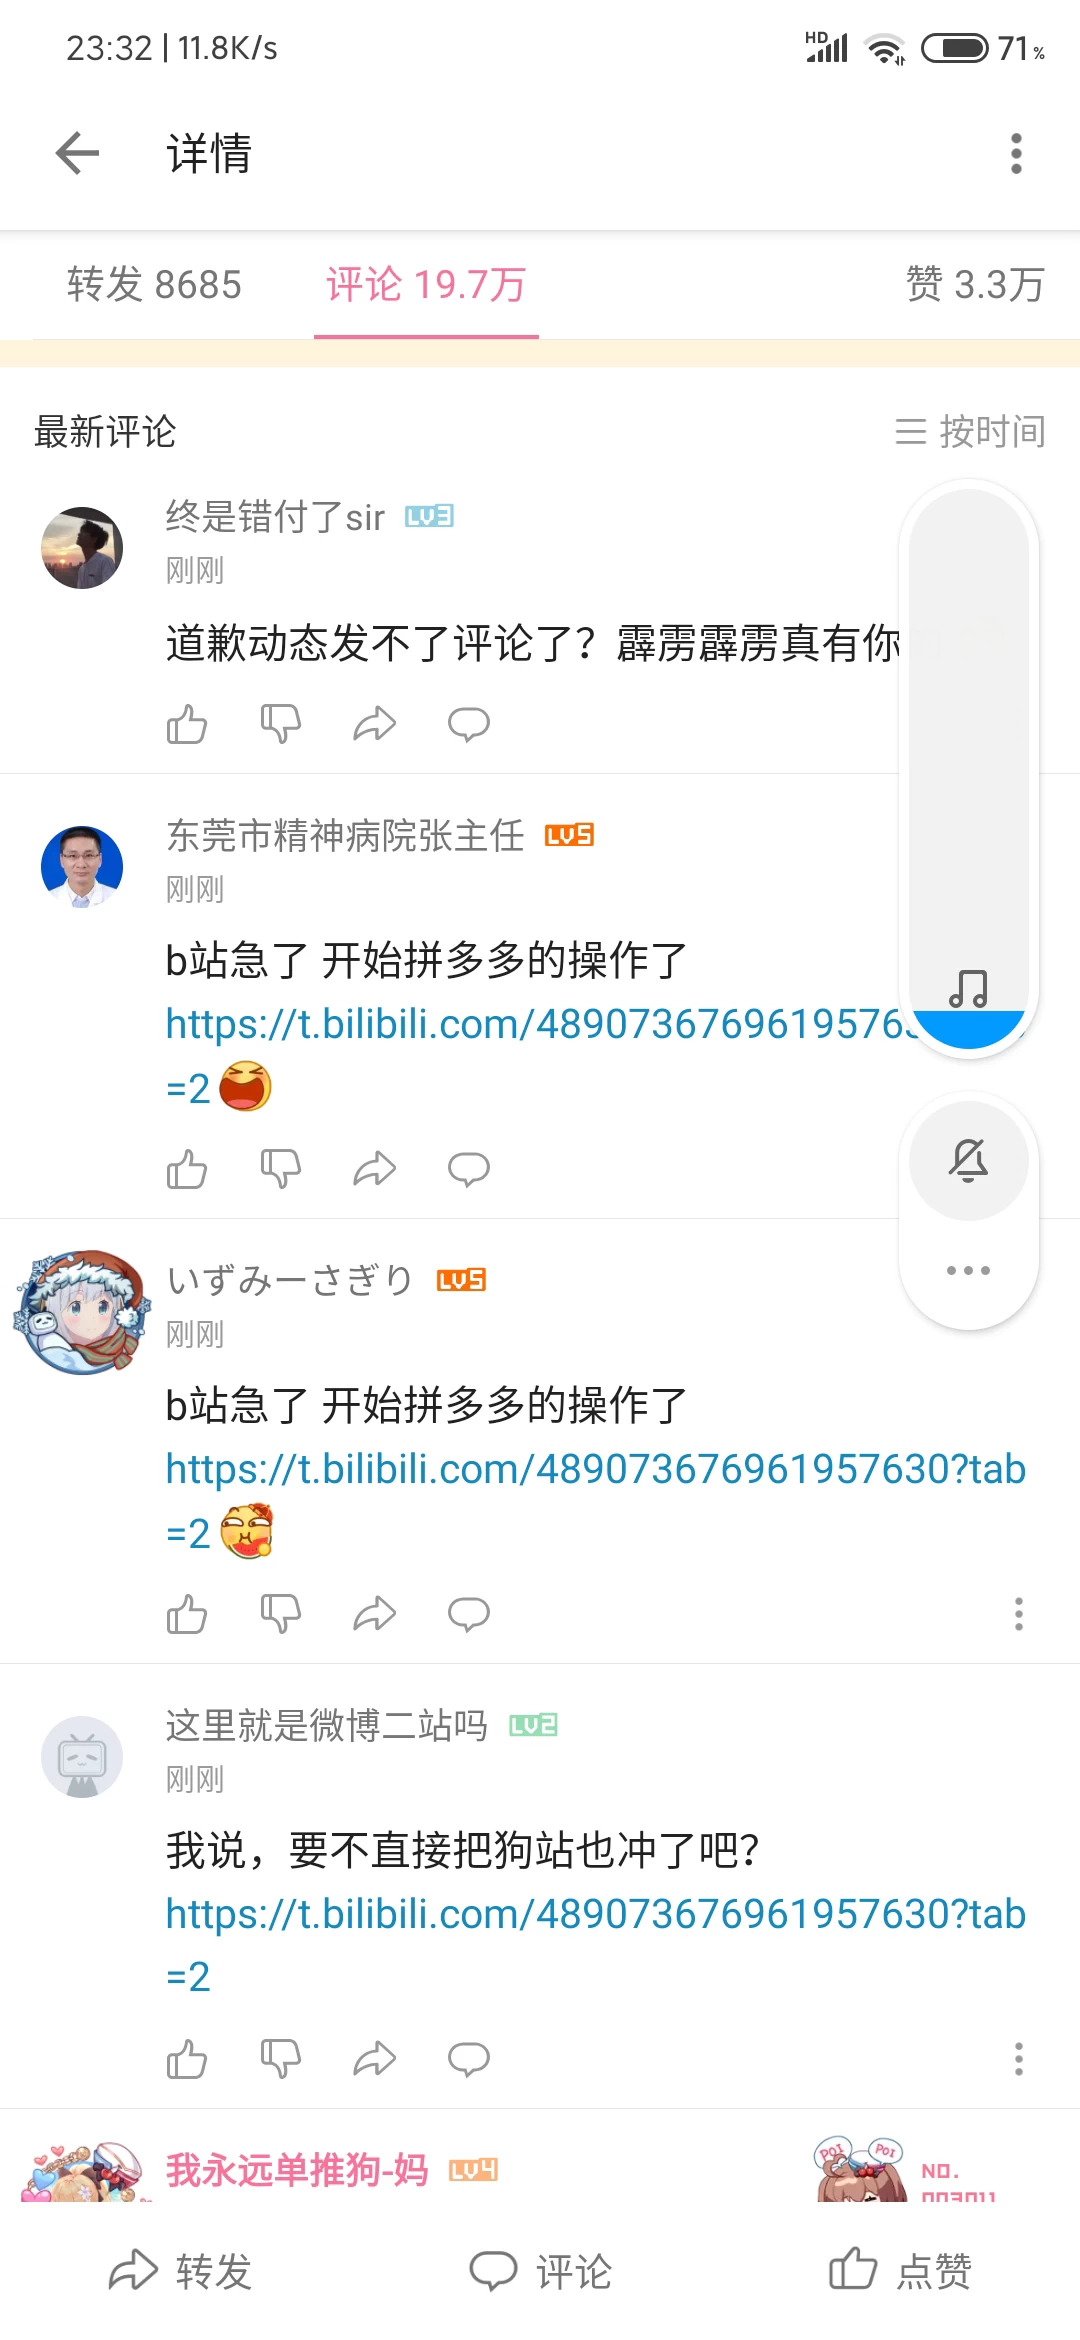 23:32 | 11.8K/s
HD
71%
详情
转发 8685
评论 19.7万
赞 3.3万
最新评论
按时间
终是错付了sir LV3
刚刚
道歉动态发不了评论了？霹雳霹雳真有你
东莞市精神病院张主任 LV5
刚刚
b站急了 开始拼多多的操作了
https://t.bilibili.com/48907367696195763
=2
いずみーさぎり LV5
刚刚
b站急了 开始拼多多的操作了
https://t.bilibili.com/489073676961957630?tab
=2
这里就是微博二站吗 LV2
刚刚
我说，要不直接把狗站也冲了吧？
https://t.bilibili.com/489073676961957630?tab
=2
我永远单推狗-妈 LV4
POI POI
NO.
003011
转发
评论
点赞